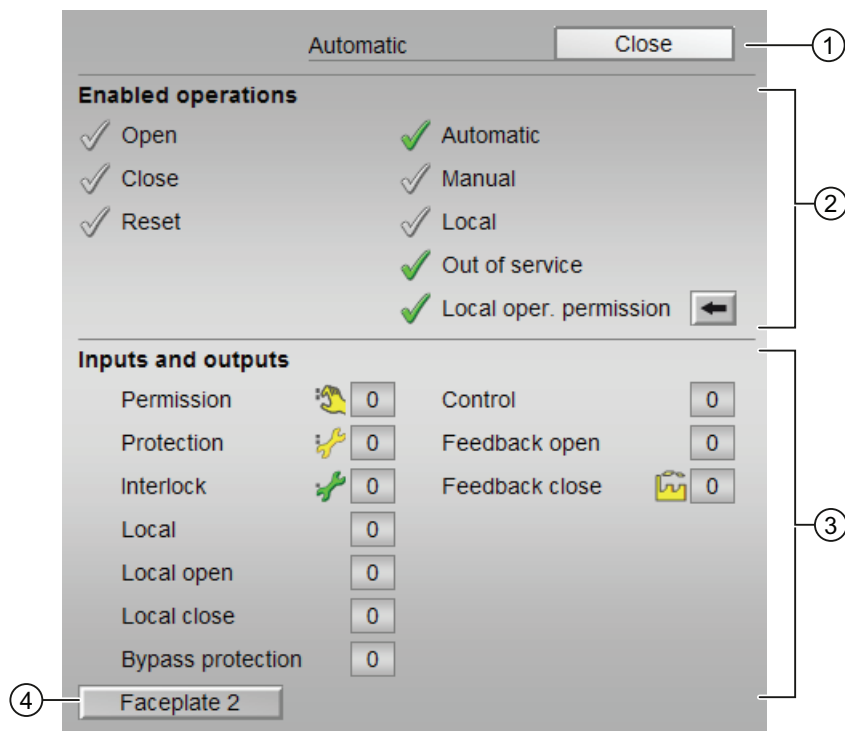 Automatic Close
1
Enabled operations
Open Automatic
Close Manual
Reset Local
2
Out of service
Local oper. permission
Inputs and outputs
Permission 0 Control 0
Protection 0 Feedback open 0
Interlock 0 Feedback close 0
Local 0
3
Local open 0
Local close 0
Bypass protection 0
4
Faceplate 2